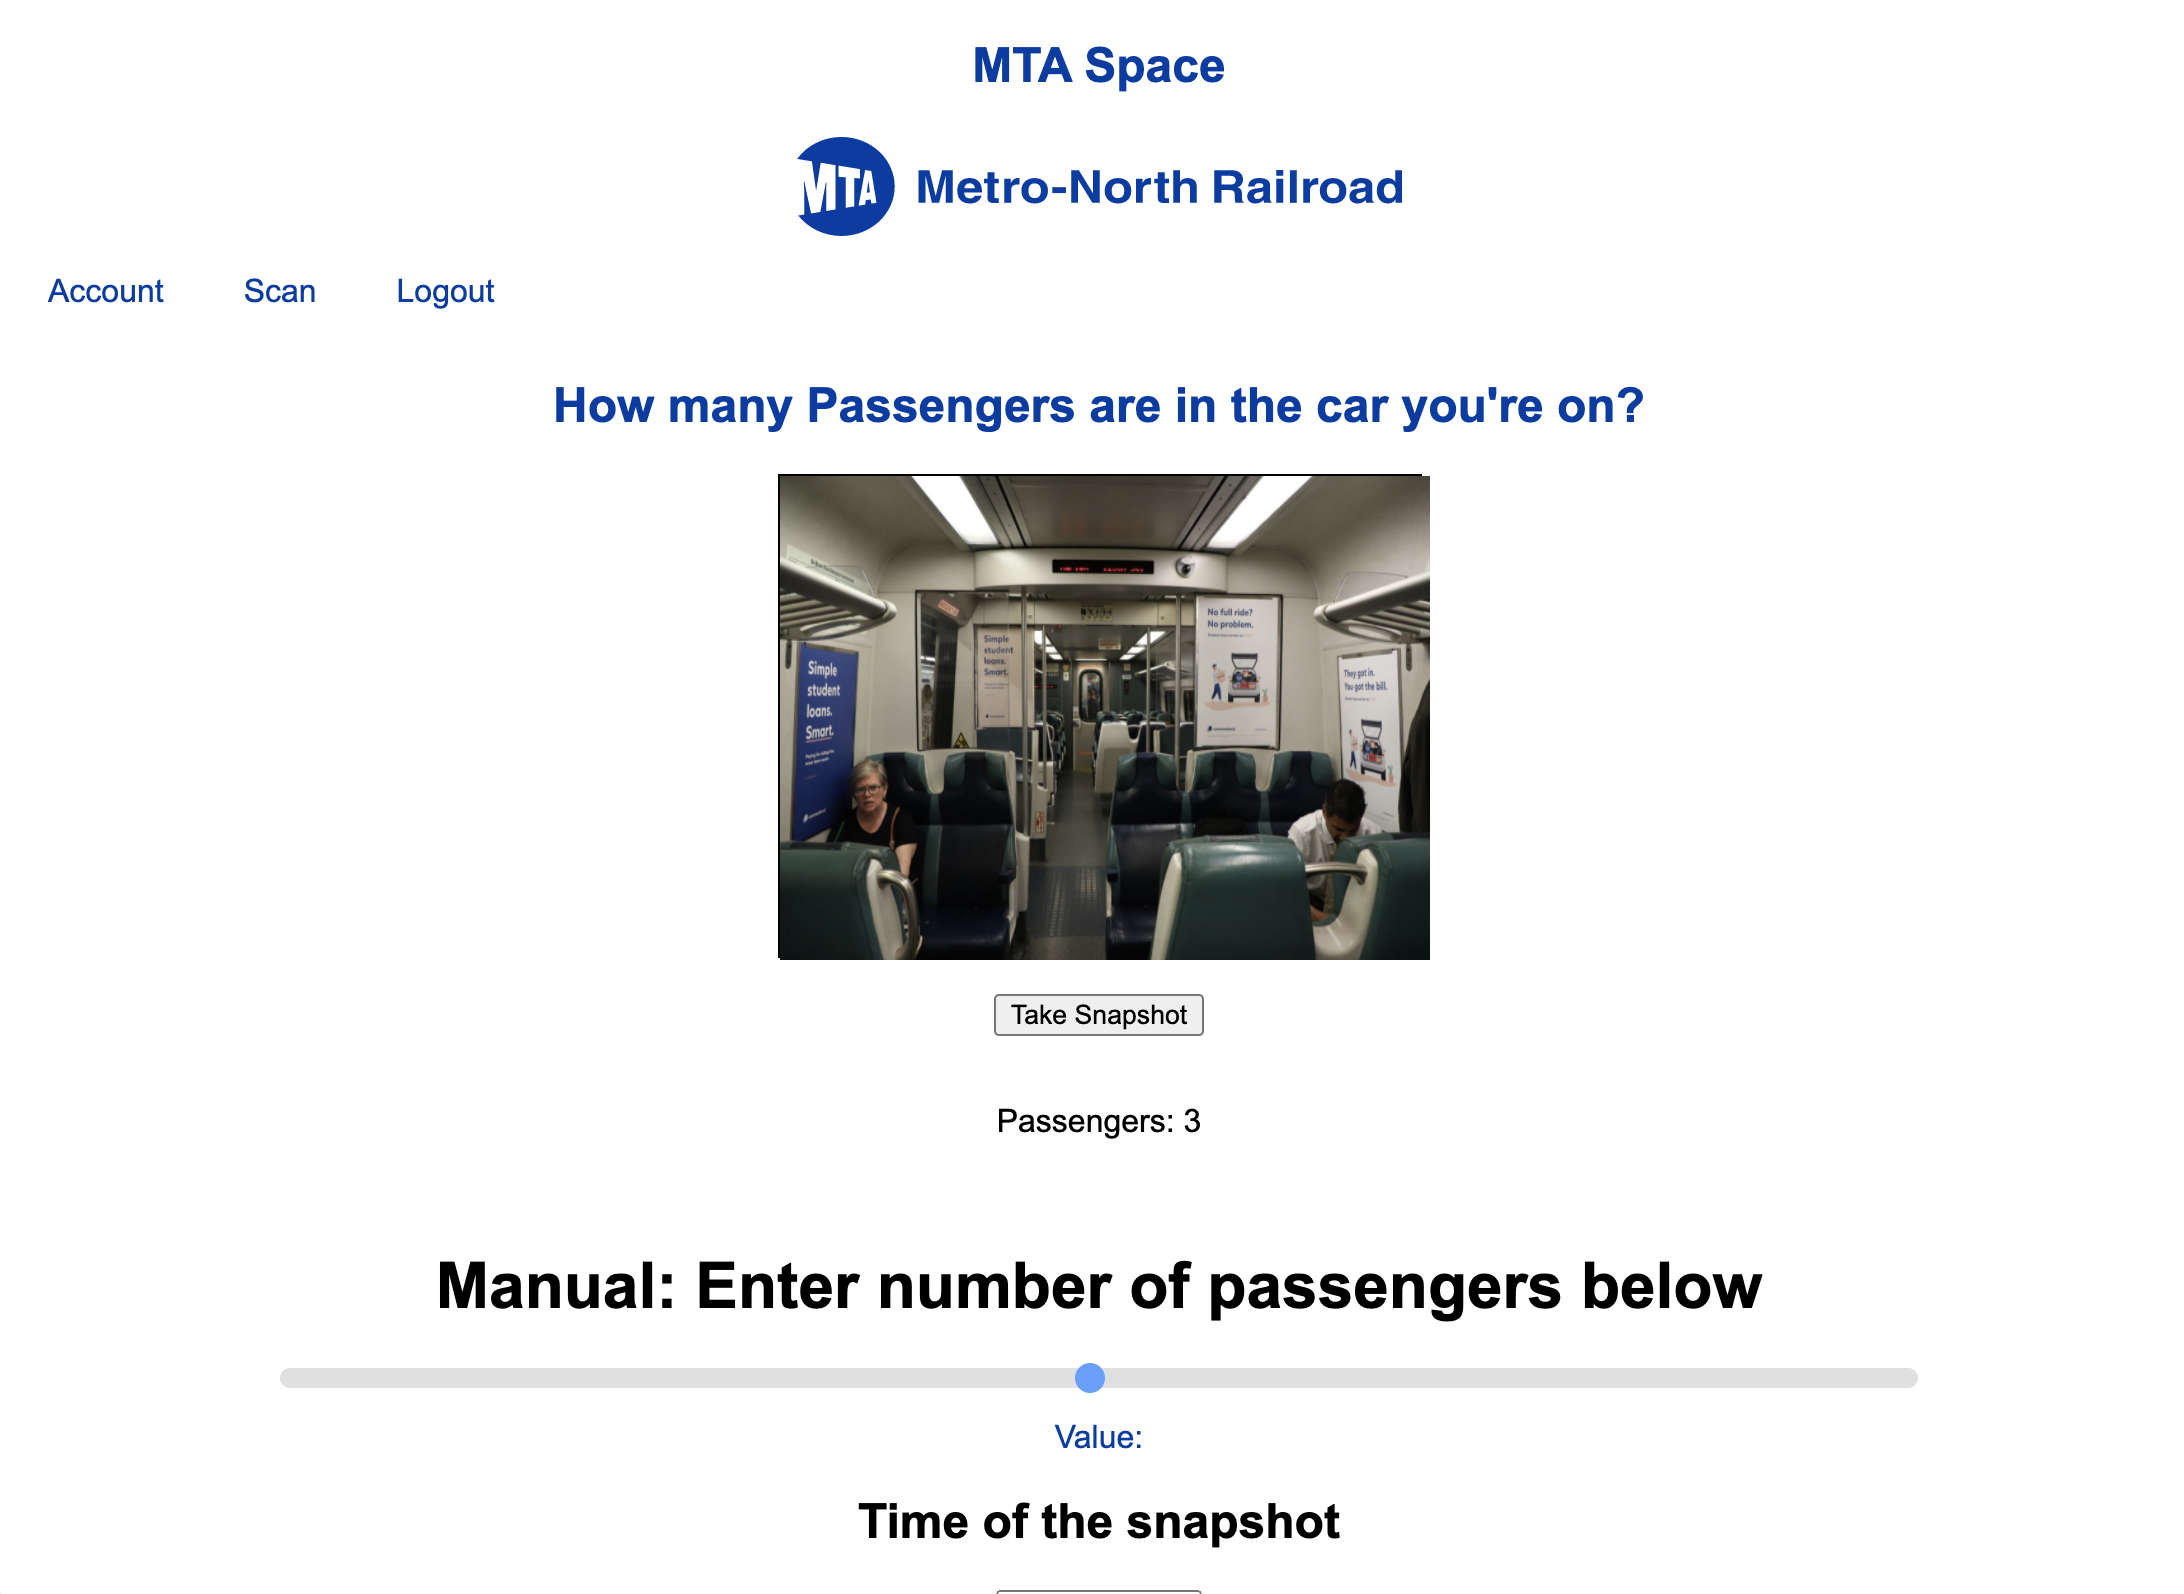 MTA Space
MTA Metro-North Railroad
Account Scan Logout
How many Passengers are in the car you're on?
No full ride?
No problem.
Simple
student
loans.
Smart.
Simple
student
loans.
Smart.
They got in.
You got the bill.
Take Snapshot
Passengers: 3
Manual: Enter number of passengers below
Value:
Time of the snapshot